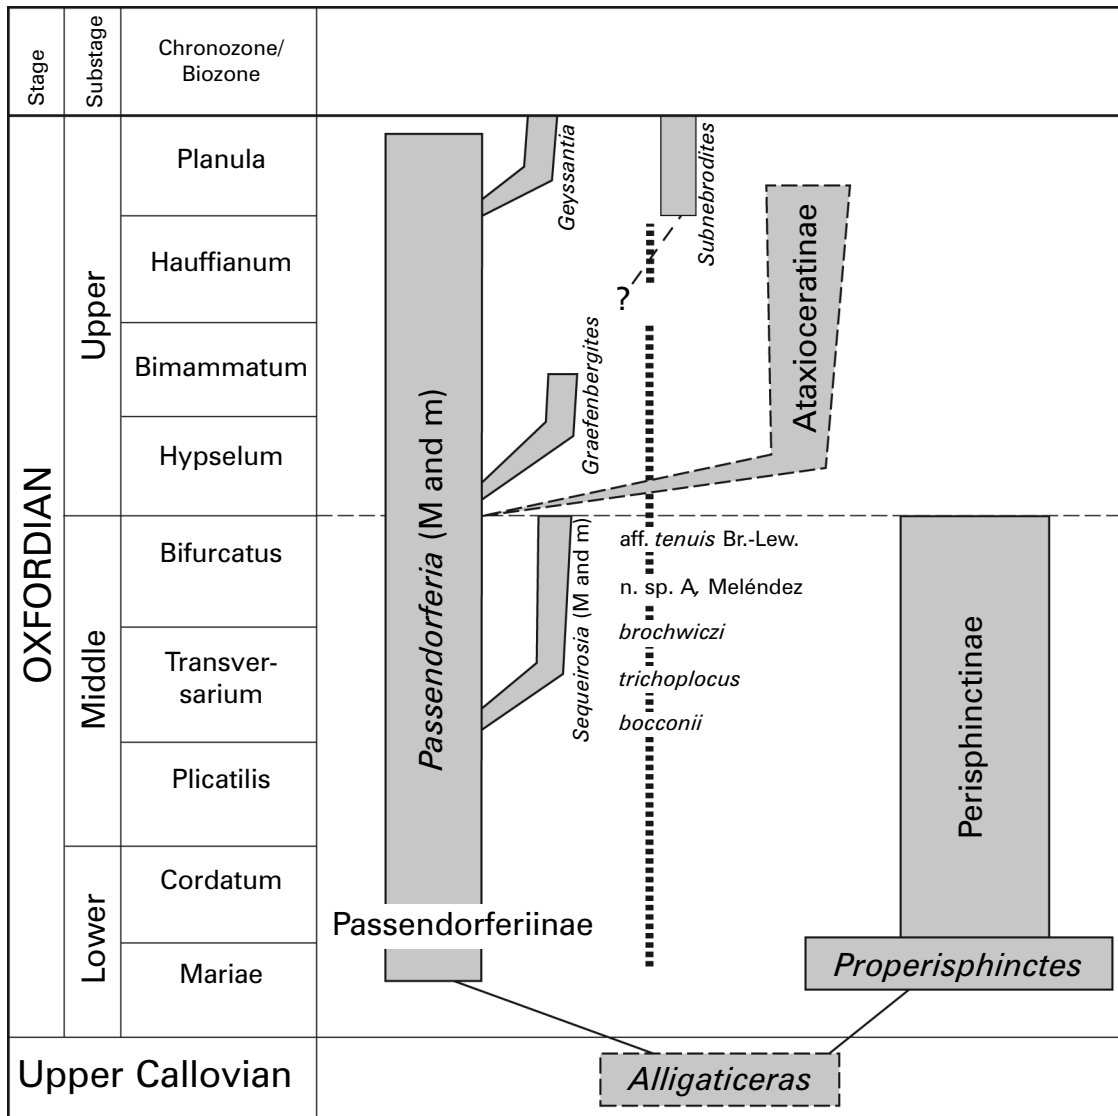 Stage
Substage
Chronozone/
Biozone
OXFORDIAN
Upper
Middle
Lower
Planula
Hauffianum
Bimammatum
Hypselum
Bifurcatus
Transver-
sarium
Plicatilis
Cordatum
Mariae
Upper Callovian
Passendorferia (M and m)
Passendorferiinae
Geyssantia
Graefenbergites
Sequeirosia (M and m)
Subnebrodites
?
aff. tenuis Br.-Lew.
n. sp. A, Meléndez
brochwiczi
trichoplocus
bocconii
Ataxioceratinae
Perisphinctinae
Properisphinctes
Alligaticeras